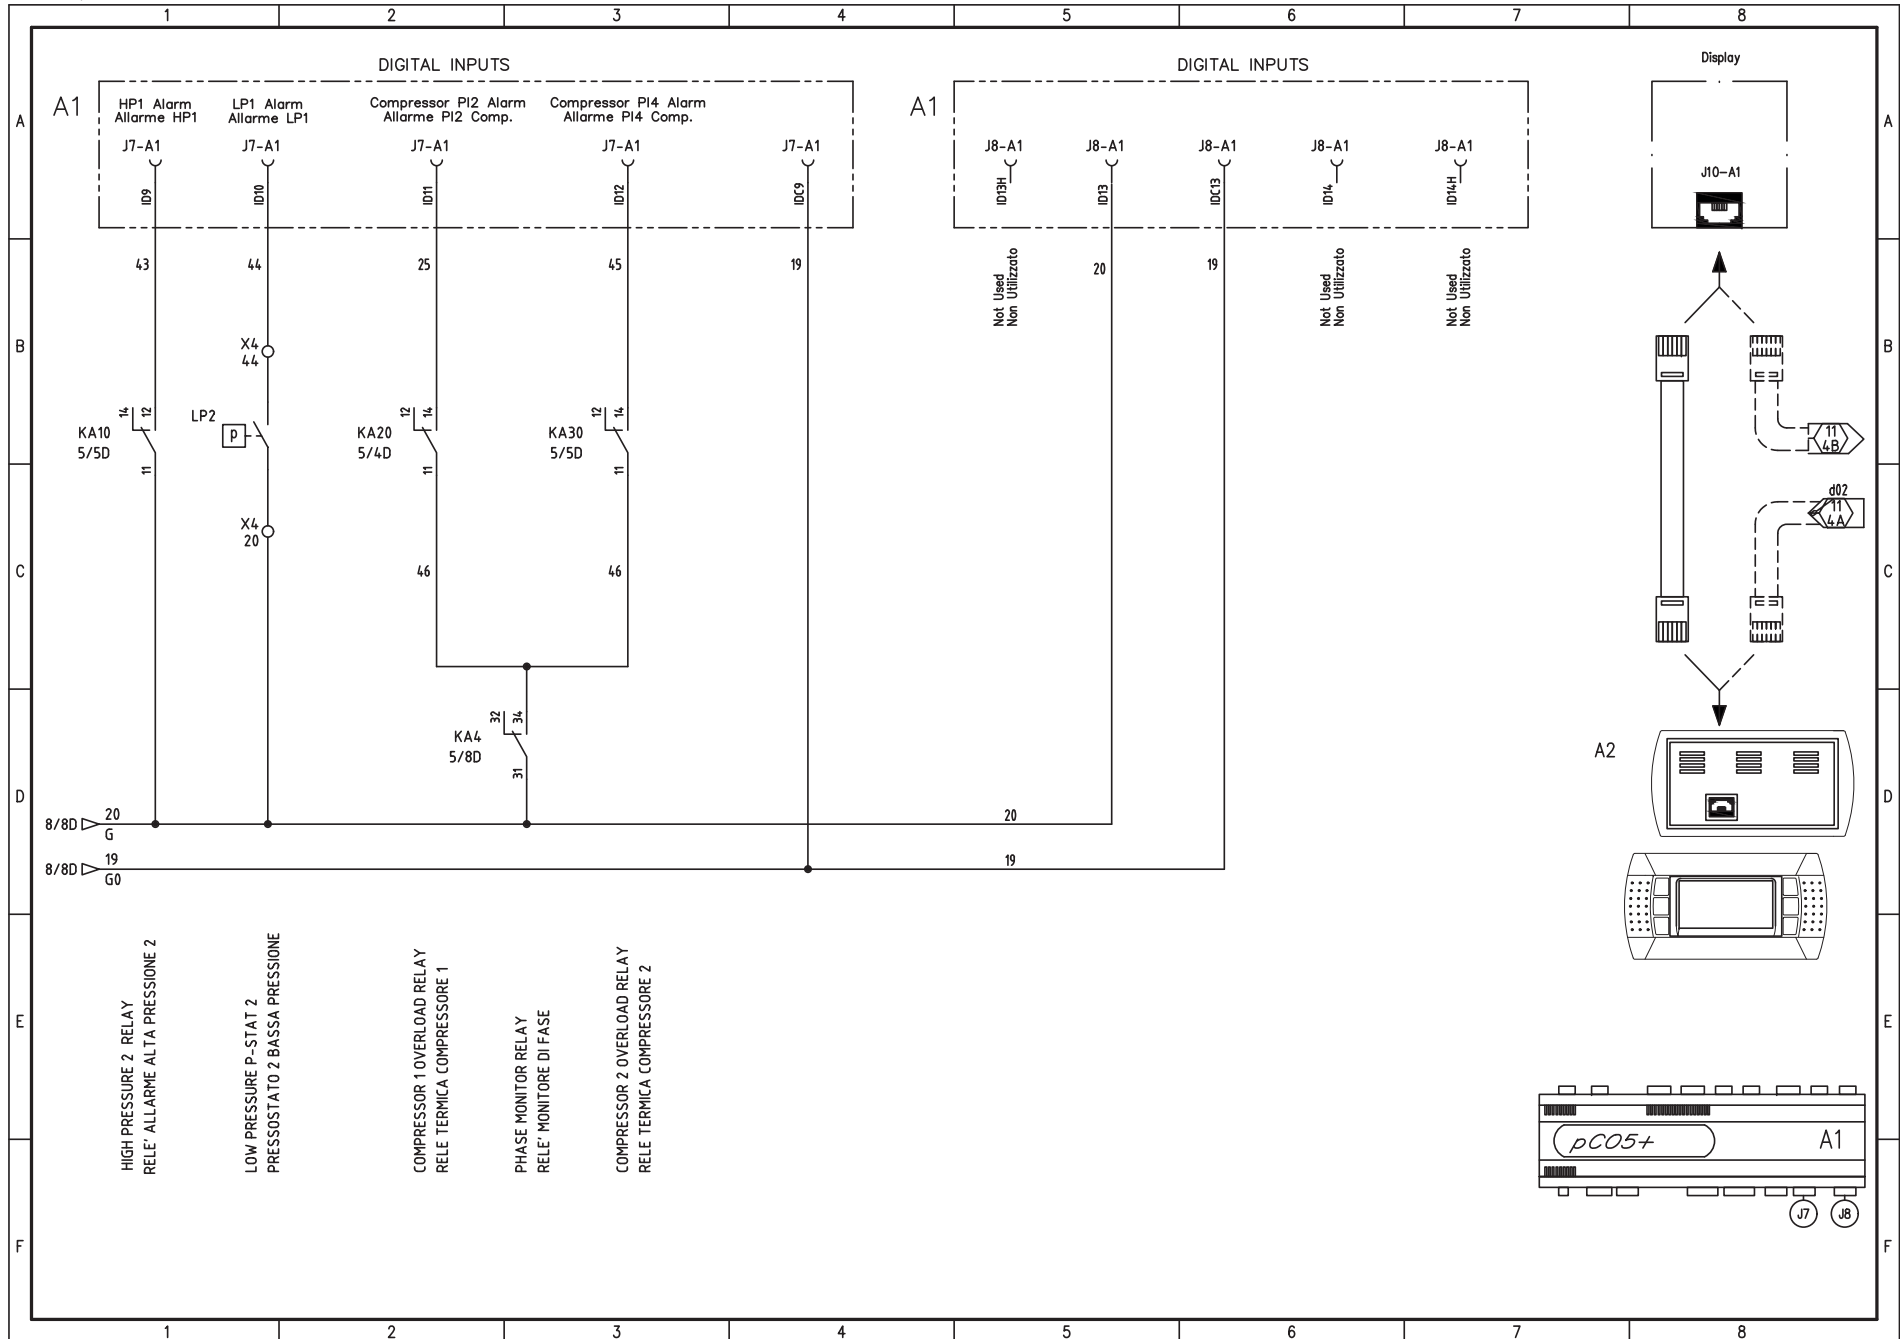 1 2 3 4 5 6 7 8
DIGITAL INPUTS
DIGITAL INPUTS
Display
A1
HP1 Alarm
Allarme HP1
LP1 Alarm
Allarme LP1
Compressor PI2 Alarm
Allarme PI2 Comp.
Compressor PI4 Alarm
Allarme PI4 Comp.
A1
A
A
J7-A1 J7-A1 J7-A1 J7-A1 J7-A1
J8-A1 J8-A1 J8-A1 J8-A1 J8-A1
J10-A1
ID9 ID10 ID11 ID12 IDC9
ID13H ID13 IDC13 ID14 ID14H
43 44 25 45 19
20 19
Not Used
Non Utilizzato
Not Used
Non Utilizzato
Not Used
Non Utilizzato
B
B
X4
44
14 12
KA10
5/5D
11
LP2
P
12 14
KA20
5/4D
11
12 14
KA30
5/5D
11
11
4B
d02
11
4A
X4
20
C
C
46 46
32 34
KA4
5/8D
31
A2
D
D
8/8D
20
G
20
8/8D
19
G0
19
HIGH PRESSURE 2 RELAY
RELE' ALLARME ALTA PRESSIONE 2
LOW PRESSURE P-STAT 2
PRESSOSTATO 2 BASSA PRESSIONE
COMPRESSOR 1 OVERLOAD RELAY
RELE TERMICA COMPRESSORE 1
PHASE MONITOR RELAY
RELE' MONITORE DI FASE
COMPRESSOR 2 OVERLOAD RELAY
RELE TERMICA COMPRESSORE 2
E
E
pCO5+
A1
J7 J8
F
F
1 2 3 4 5 6 7 8